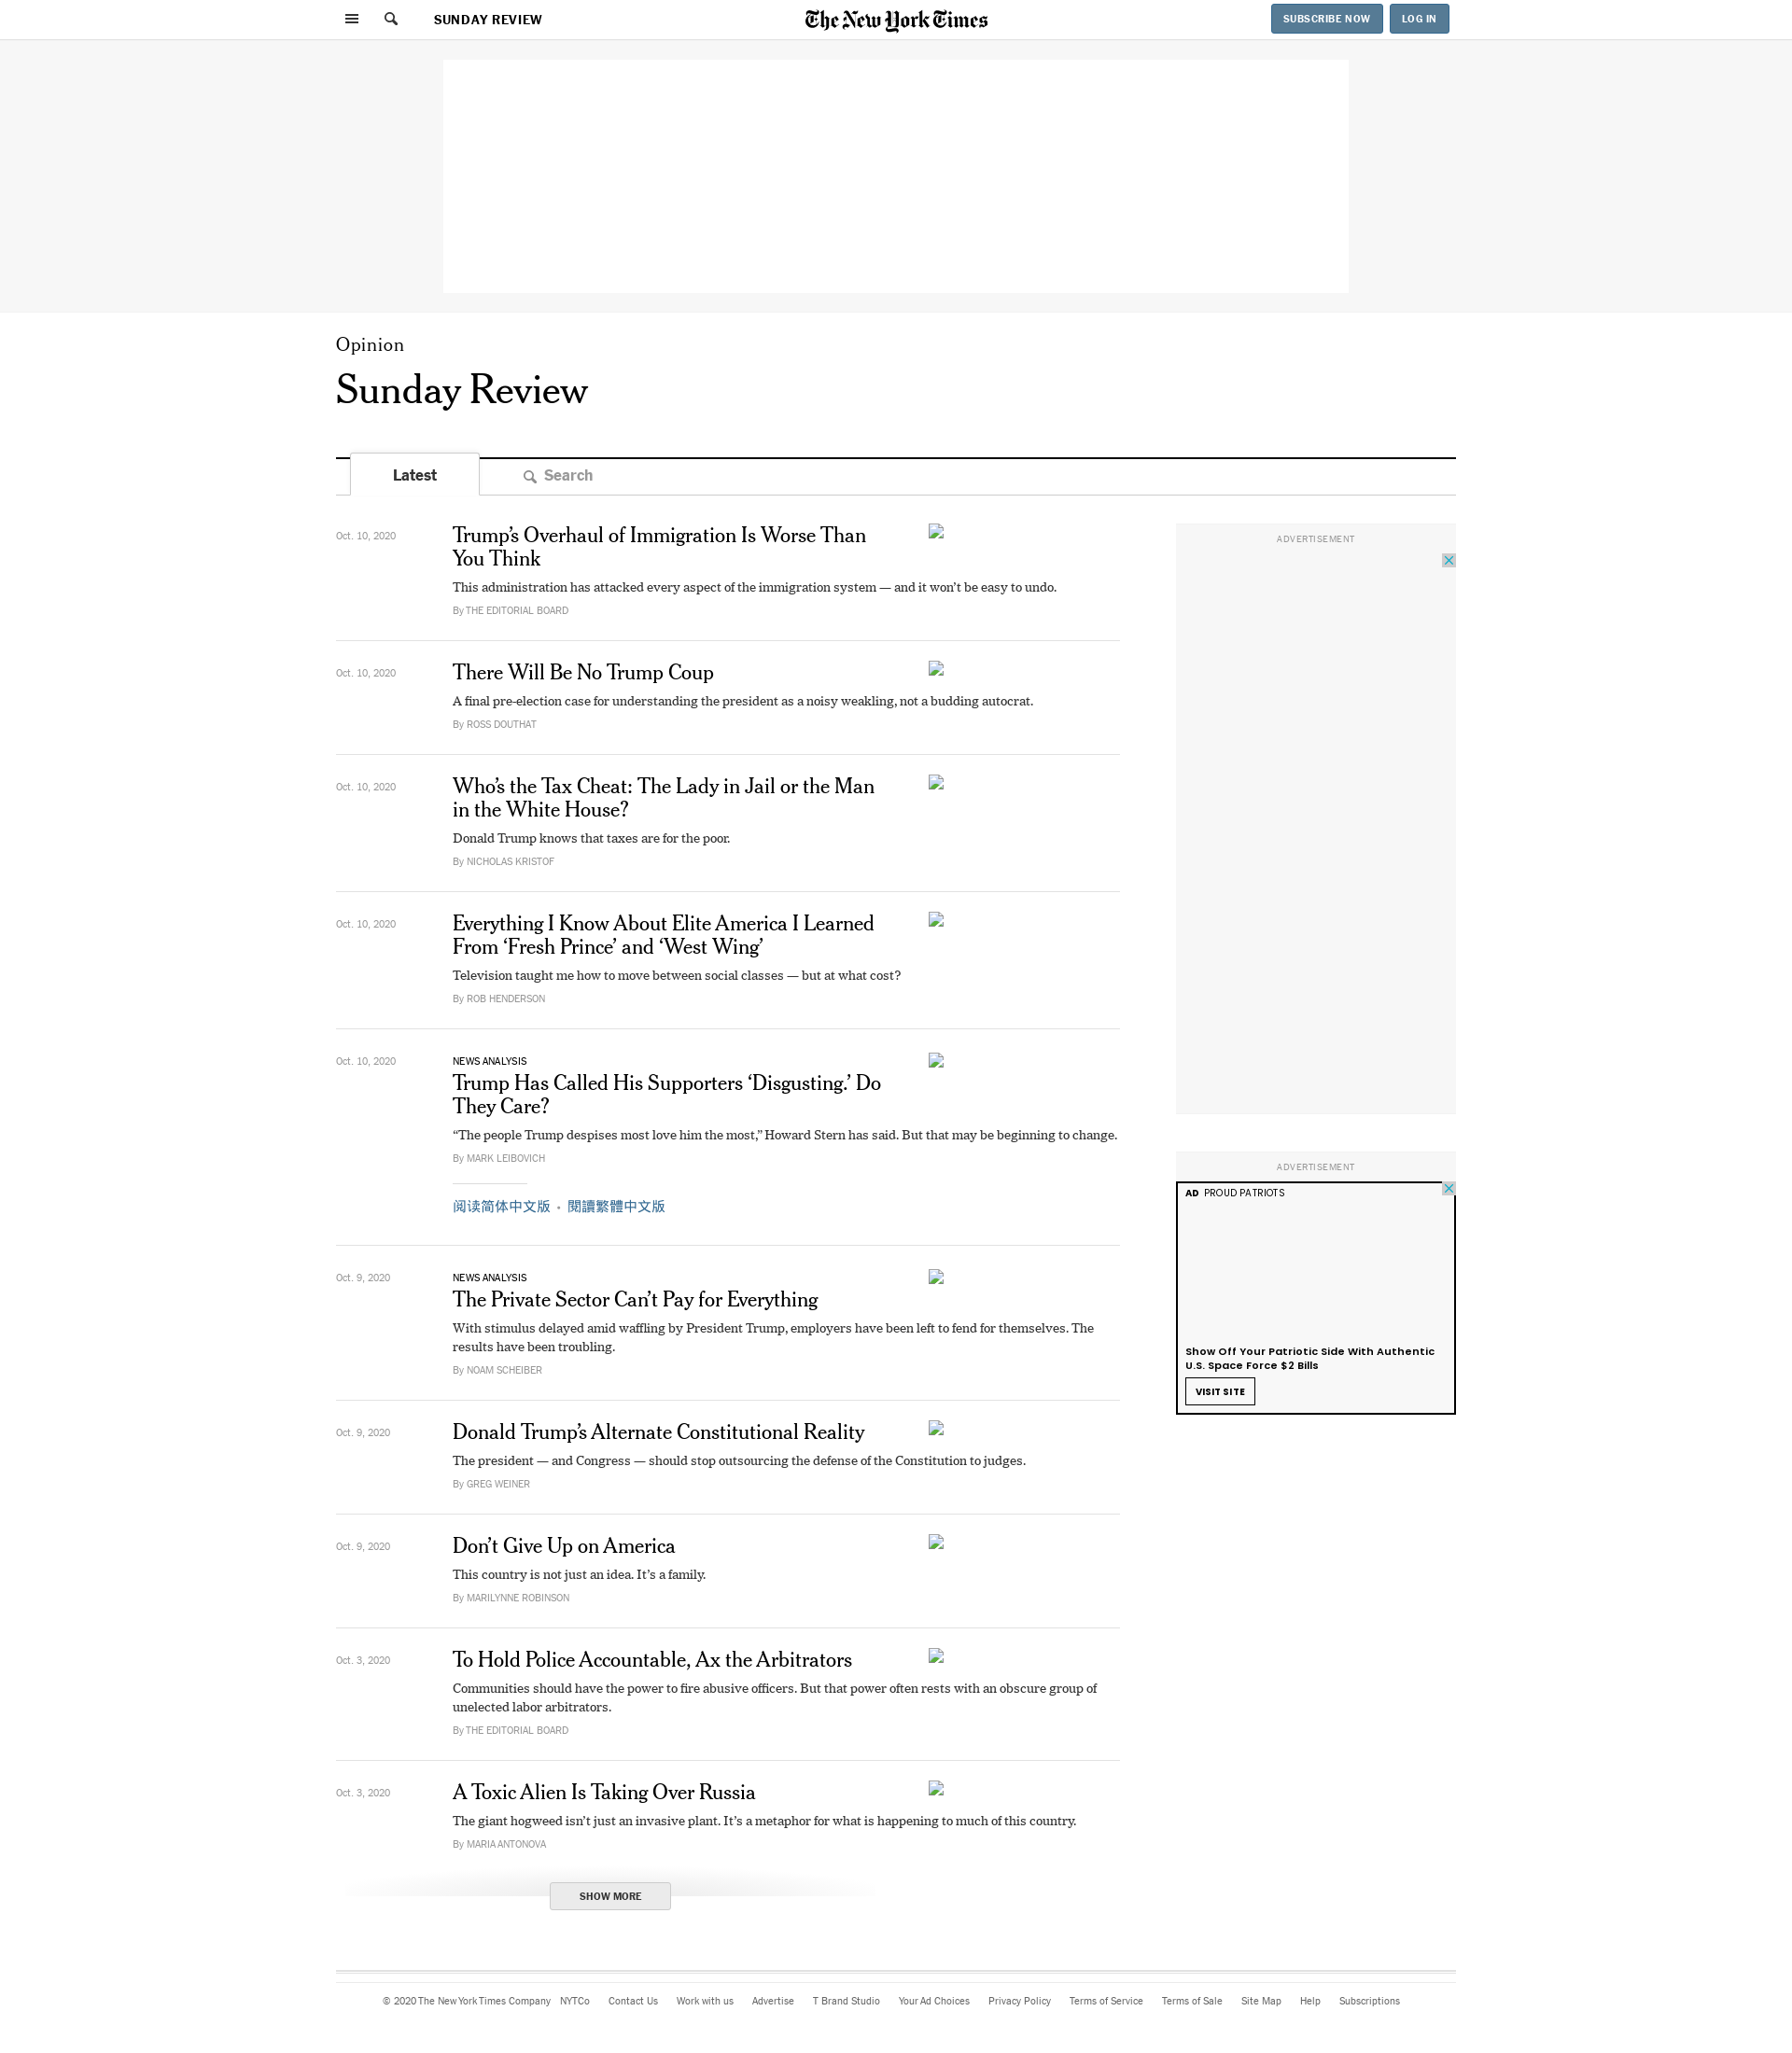 SUNDAY REVIEW
The New York Times
SUBSCRIBE NOW
LOG IN
Opinion
Sunday Review
Latest
Search
Oct. 10, 2020
Trump’s Overhaul of Immigration Is Worse Than
You Think
This administration has attacked every aspect of the immigration system — and it won’t be easy to undo.
By THE EDITORIAL BOARD
Oct. 10, 2020
There Will Be No Trump Coup
A final pre-election case for understanding the president as a noisy weakling, not a budding autocrat.
By ROSS DOUTHAT
Oct. 10, 2020
Who’s the Tax Cheat: The Lady in Jail or the Man
in the White House?
Donald Trump knows that taxes are for the poor.
By NICHOLAS KRISTOF
Oct. 10, 2020
Everything I Know About Elite America I Learned
From ‘Fresh Prince’ and ‘West Wing’
Television taught me how to move between social classes — but at what cost?
By ROB HENDERSON
Oct. 10, 2020
NEWS ANALYSIS
Trump Has Called His Supporters ‘Disgusting.’ Do
They Care?
“The people Trump despises most love him the most,” Howard Stern has said. But that may be beginning to change.
By MARK LEIBOVICH
阅读简体中文版 • 閱讀繁體中文版
Oct. 9, 2020
NEWS ANALYSIS
The Private Sector Can’t Pay for Everything
With stimulus delayed amid waffling by President Trump, employers have been left to fend for themselves. The
results have been troubling.
By NOAM SCHEIBER
Oct. 9, 2020
Donald Trump’s Alternate Constitutional Reality
The president — and Congress — should stop outsourcing the defense of the Constitution to judges.
By GREG WEINER
Oct. 9, 2020
Don’t Give Up on America
This country is not just an idea. It’s a family.
By MARILYNNE ROBINSON
Oct. 3, 2020
To Hold Police Accountable, Ax the Arbitrators
Communities should have the power to fire abusive officers. But that power often rests with an obscure group of
unelected labor arbitrators.
By THE EDITORIAL BOARD
Oct. 3, 2020
A Toxic Alien Is Taking Over Russia
The giant hogweed isn’t just an invasive plant. It’s a metaphor for what is happening to much of this country.
By MARIA ANTONOVA
SHOW MORE
ADVERTISEMENT
ADVERTISEMENT
AD PROUD PATRIOTS
Show Off Your Patriotic Side With Authentic
U.S. Space Force $2 Bills
VISIT SITE
© 2020 The New York Times Company NYTCo Contact Us Work with us Advertise T Brand Studio Your Ad Choices Privacy Policy Terms of Service Terms of Sale Site Map Help Subscriptions